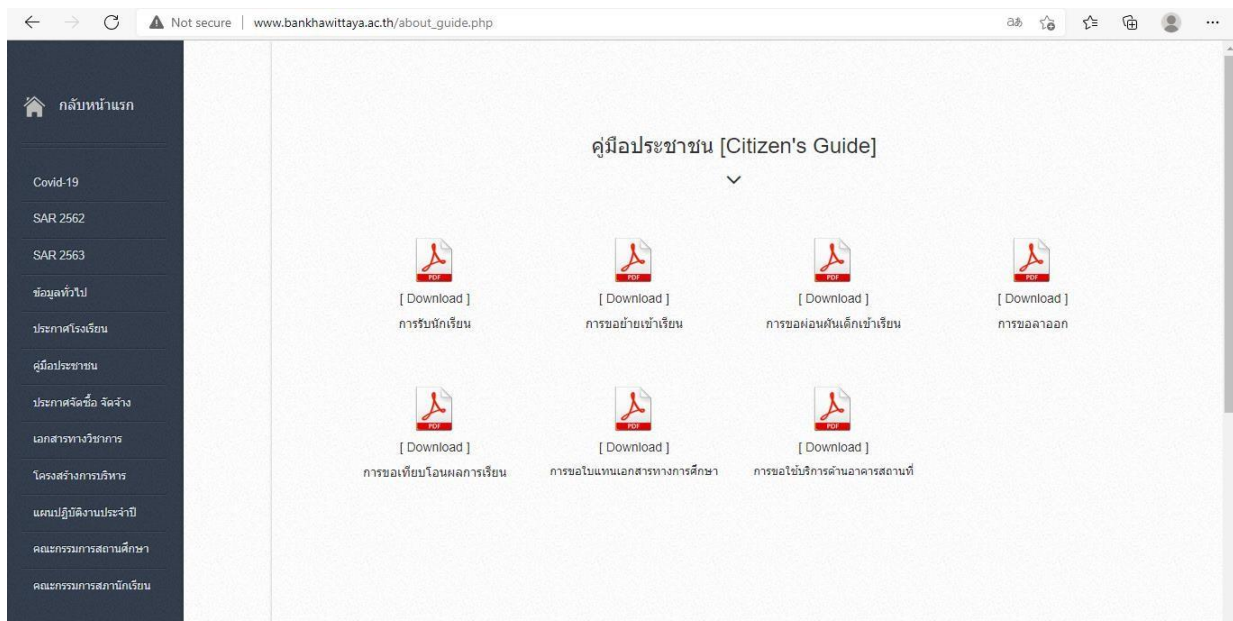 Not secure www.bankhawittaya.ac.th/about_guide.php
กลับหน้าแรก
Covid-19
SAR 2562
SAR 2563
ข้อมูลทั่วไป
ประกาศโรงเรียน
คู่มือประชาชน
ประกาศจัดซื้อ จัดจ้าง
เอกสารทางวิชาการ
โครงสร้างการบริหาร
แผนปฏิบัติงานประจำปี
คณะกรรมการสถานศึกษา
คณะกรรมการสภานักเรียน
คู่มือประชาชน [Citizen's Guide]
PDF PDF PDF PDF
[ Download ] [ Download ] [ Download ] [ Download ]
การรับนักเรียน การขอย้ายเข้าเรียน การขอผ่อนผันเด็กเข้าเรียน การขอลาออก
PDF PDF PDF
[ Download ] [ Download ] [ Download ]
การขอเทียบโอนผลการเรียน การขอใบแทนเอกสารทางการศึกษา การขอใช้บริการด้านอาคารสถานที่